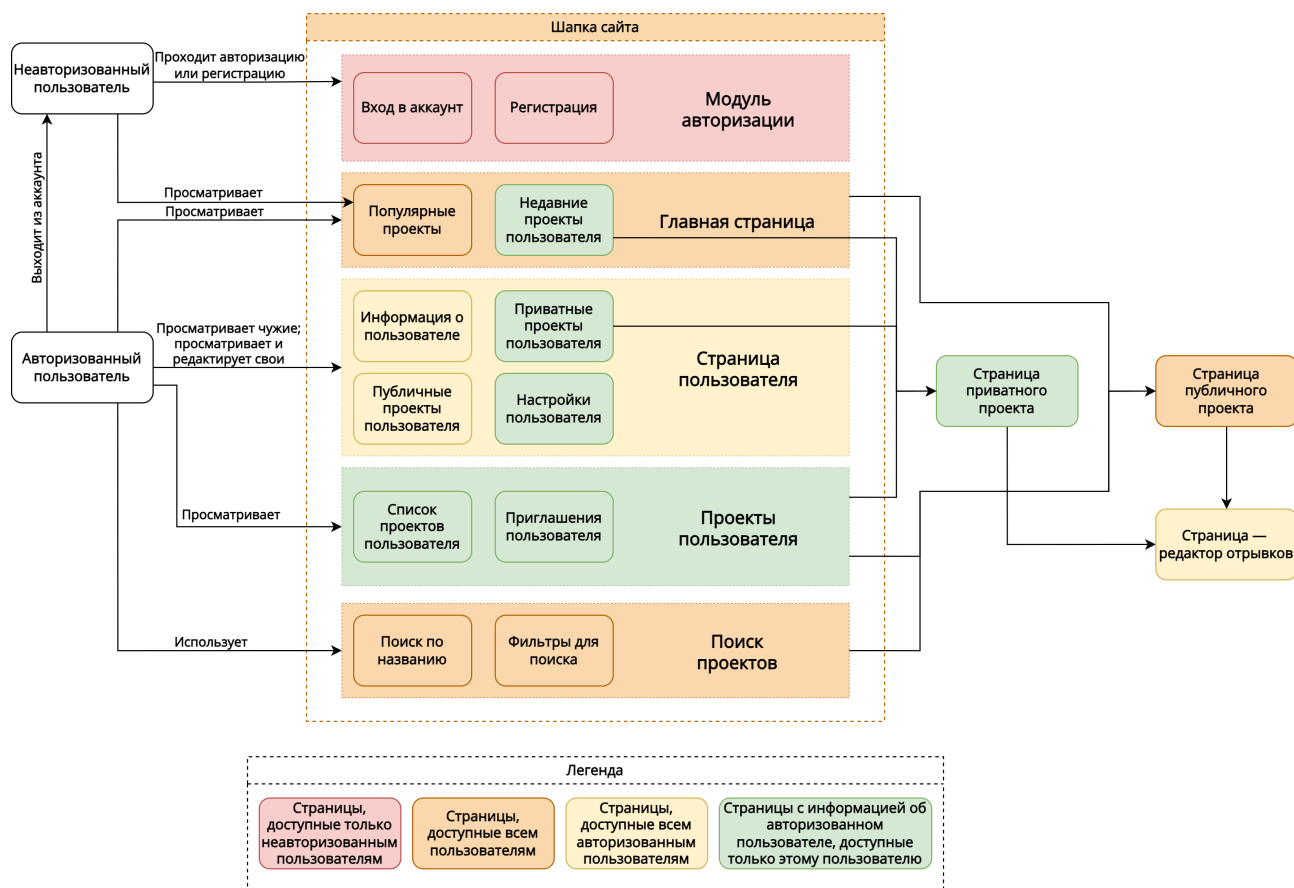 Шапка сайта
Неавторизованный
пользователь
Проходит авторизацию
или регистрацию
Вход в аккаунт
Регистрация
Модуль
авторизации
Выходит из аккаунта
Просматривает
Просматривает
Популярные
проекты
Недавние
проекты
пользователя
Главная страница
Авторизованный
пользователь
Просматривает чужие;
просматривает и
редактирует свои
Информация о
пользователе
Приватные
проекты
пользователя
Страница
пользователя
Публичные
проекты
пользователя
Настройки
пользователя
Страница
приватного
проекта
Страница
публичного
проекта
Просматривает
Список
проектов
пользователя
Приглашения
пользователя
Проекты
пользователя
Страница —
редактор отрывков
Использует
Поиск по
названию
Фильтры для
поиска
Поиск
проектов
Легенда
Страницы,
доступные только
неавторизованным
пользователям
Страницы,
доступные всем
пользователям
Страницы,
доступные всем
авторизованным
пользователям
Страницы с информацией об
авторизованном
пользователе, доступные
только этому пользователю